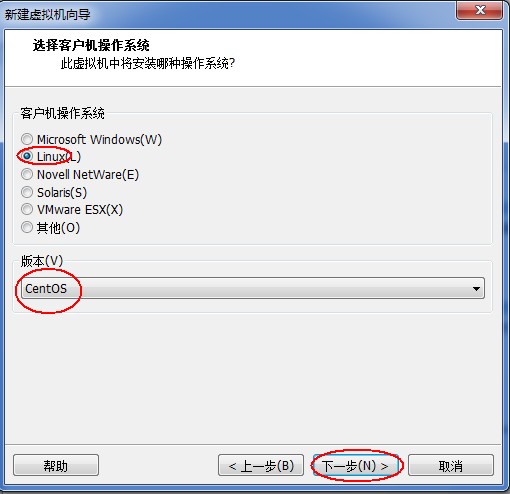 新建虚拟机向导
选择客户机操作系统
此虚拟机中将安装哪种操作系统?
客户机操作系统
Microsoft Windows(W)
Linux(L)
Novell NetWare(E)
Solaris(S)
VMware ESX(X)
其他(O)
版本(V)
CentOS
帮助
< 上一步(B)
下一步(N) >
取消